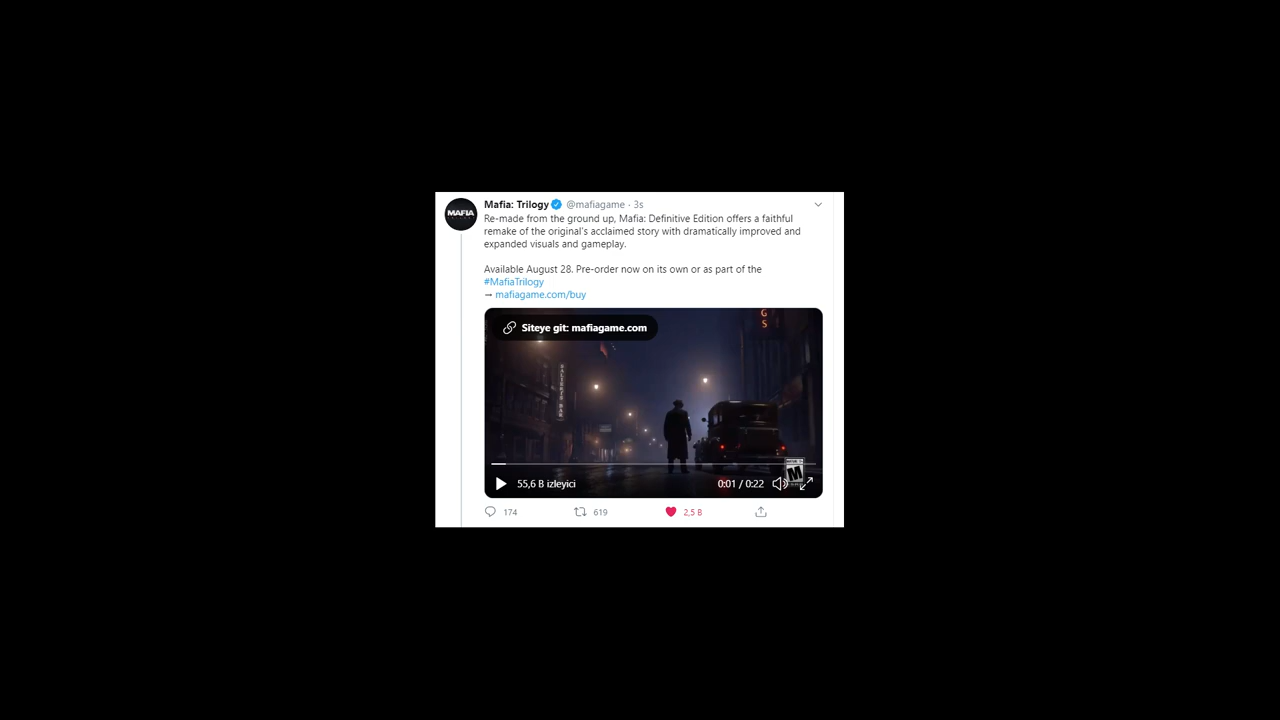 Mafia: Trilogy @mafiagame · 3s
MAFIA
Re-made from the ground up, Mafia: Definitive Edition offers a faithful
remake of the original's acclaimed story with dramatically improved and
expanded visuals and gameplay.
Available August 28. Pre-order now on its own or as part of the
#MafiaTrilogy
→ mafiagame.com/buy
G
S
Siteye git: mafiagame.com
SALIERI'S BAR
M
55,6 B izleyici
0:01 / 0:22
174
619
2,5 B